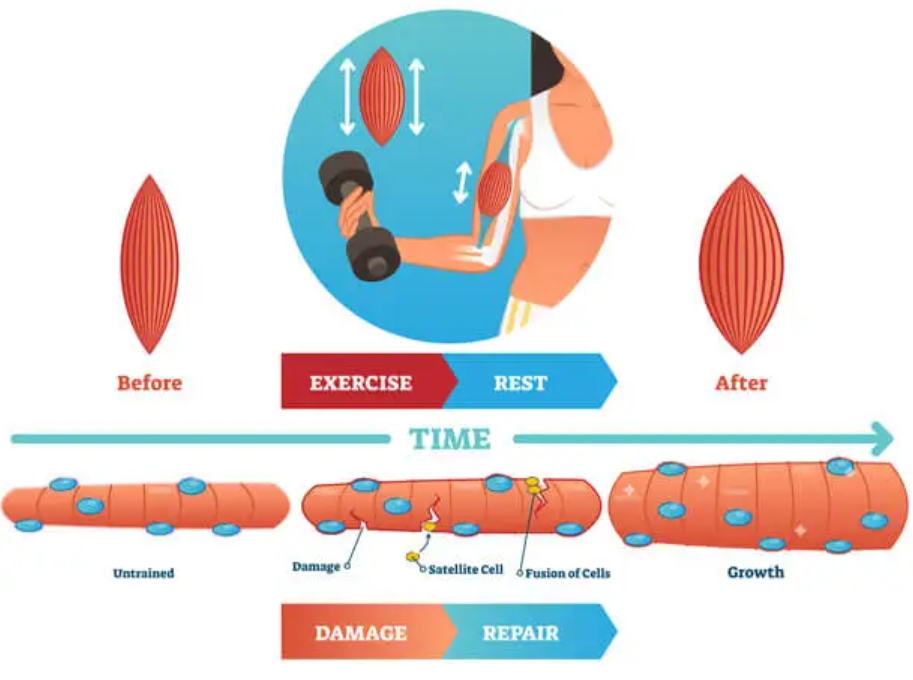 Before
EXERCISE
REST
After
TIME
Untrained
Damage
Satellite Cell
Fusion of Cells
Growth
DAMAGE
REPAIR